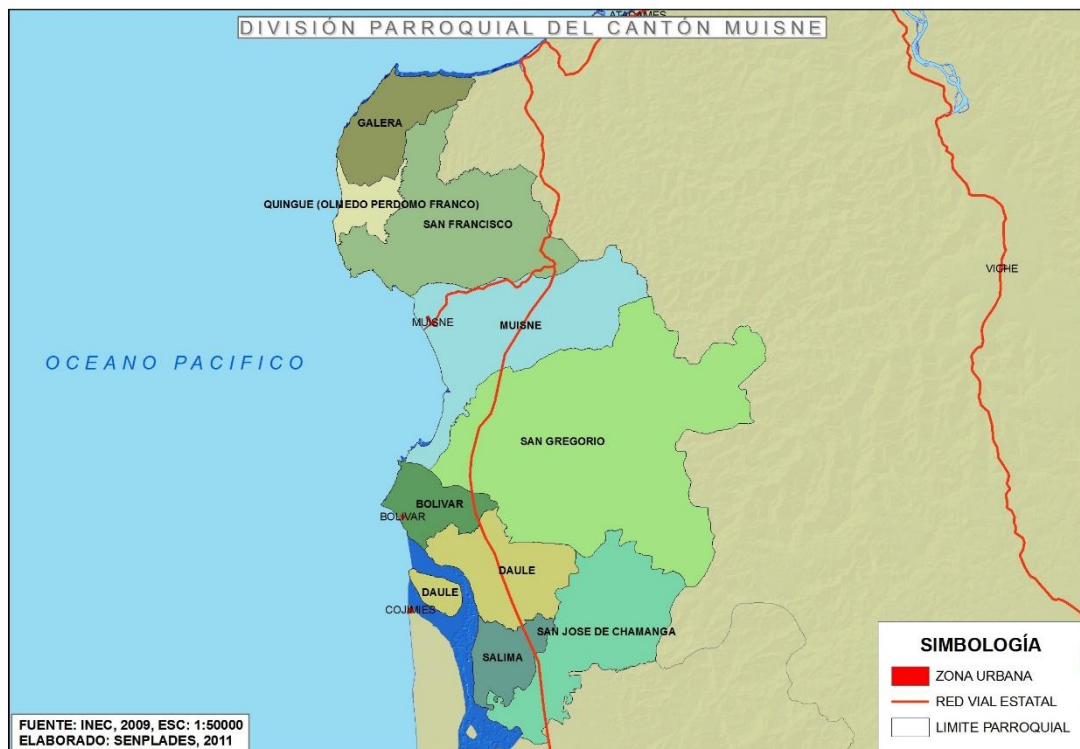 ATACAMES
DIVISIÓN PARROQUIAL DEL CANTÓN MUISNE
GALERA
QUINGUE (OLMEDO PERDOMO FRANCO)
SAN FRANCISCO
VICHE
MUISNE
MUISNE
OCEANO PACIFICO
SAN GREGORIO
BOLIVAR
BOLIVAR
DAULE
DAULE
COJIMIES
SAN JOSE DE CHAMANGA
SALIMA
SIMBOLOGÍA
ZONA URBANA
RED VIAL ESTATAL
LIMITE PARROQUIAL
FUENTE: INEC, 2009, ESC: 1:50000
ELABORADO: SENPLADES, 2011